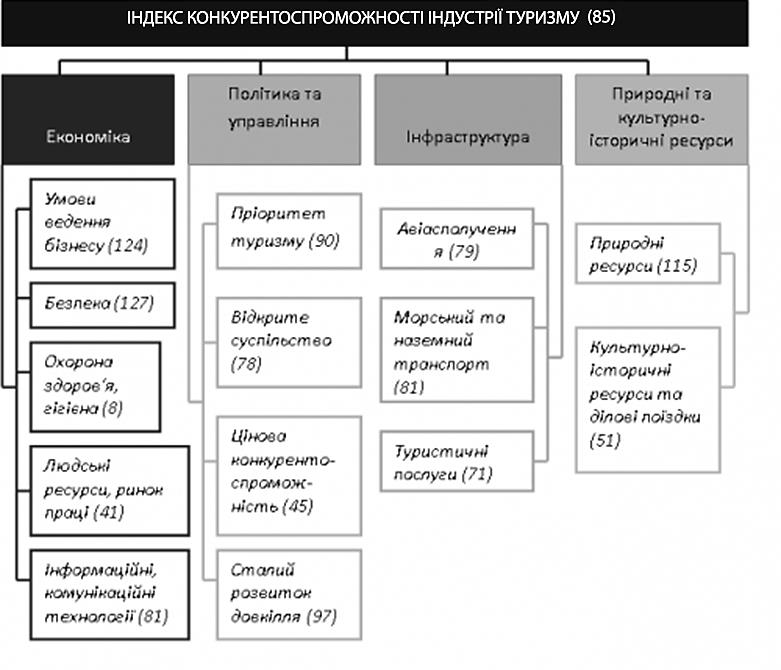 ІНДЕКС КОНКУРЕНТОСПРОМОЖНОСТІ ІНДУСТРІЇ ТУРИЗМУ (85)
Економіка
Умови
ведення
бізнесу (124)
Безпека (127)
Охорона
здоров'я,
гігієна (8)
Людські
ресурси, ринок
праці (41)
Інформаційні,
комунікаційні
технології (81)
Політика та
управління
Пріоритет
туризму (90)
Відкрите
суспільство
(78)
Цінова
конкуренто-
спромож-
ність (45)
Сталий
розвиток
довкілля (97)
Інфраструктура
Авіасполученн
я (79)
Морський та
наземний
транспорт
(81)
Туристичні
послуги (71)
Природні та
культурно-
історичні ресурси
Природні
ресурси (115)
Культурно-
історичні
ресурси та
ділові поїздки
(51)